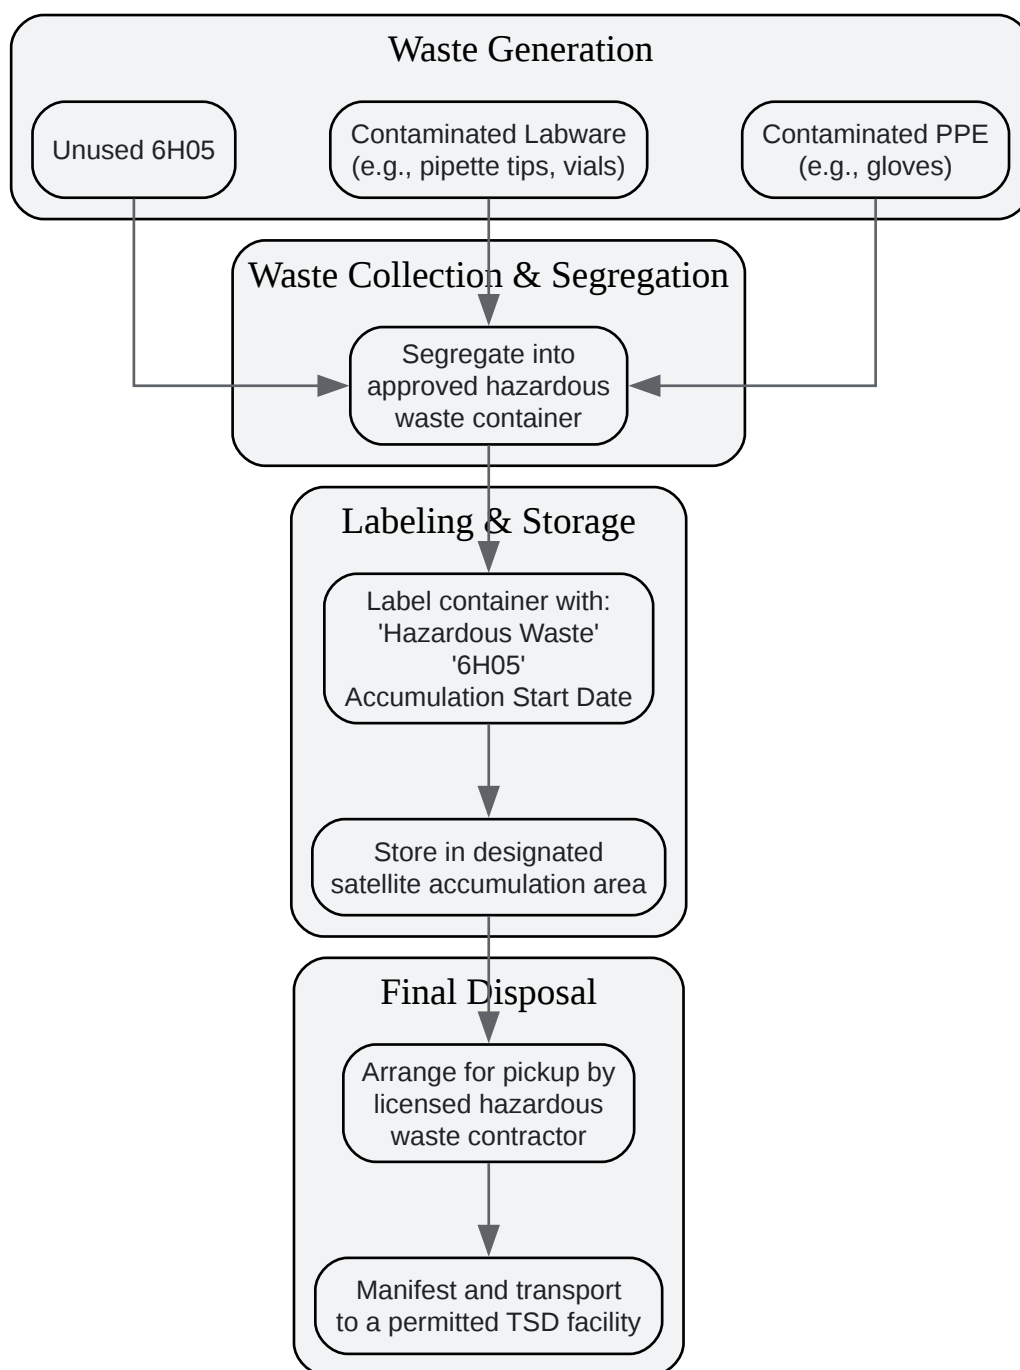 Waste Generation
Unused 6H05
Contaminated Labware
(e.g., pipette tips, vials)
Contaminated PPE
(e.g., gloves)
Waste Collection & Segregation
Segregate into
approved hazardous
waste container
Labeling & Storage
Label container with:
'Hazardous Waste'
'6H05'
Accumulation Start Date
Store in designated
satellite accumulation area
Final Disposal
Arrange for pickup by
licensed hazardous
waste contractor
Manifest and transport
to a permitted TSD facility